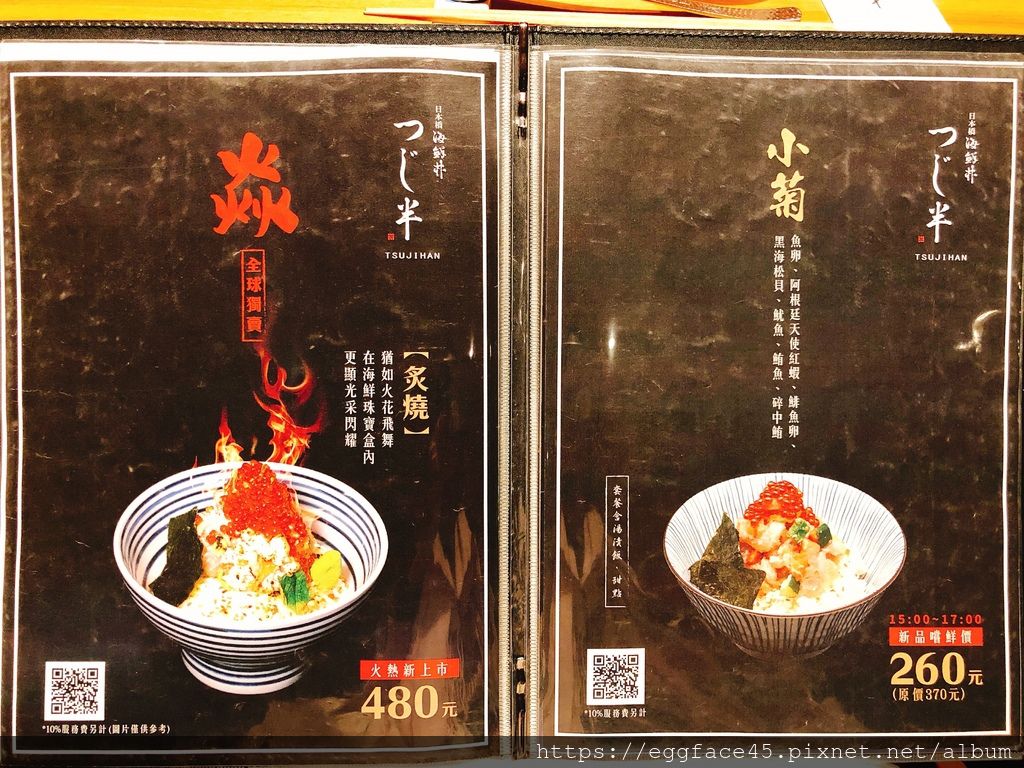 日本橋
海鮮丼
つじ半
TSUJIHAN
焱
全球獨賣
【炙燒】
猶如火花飛舞
在海鮮珠寶盒內
更顯光采閃耀
火熱新上市
480元
*10%服務費另計(圖片僅供參考)
日本橋
海鮮丼
つじ半
TSUJIHAN
小菊
魚卵、阿根廷天使紅蝦、鯡魚卵、
黑海松貝、魷魚、鮪魚、碎中鮪
套餐含湯漬飯、甜點
15:00~17:00
新品嚐鮮價
260元
(原價370元)
*10%服務費另計
https://eggface45.pixnet.net/album